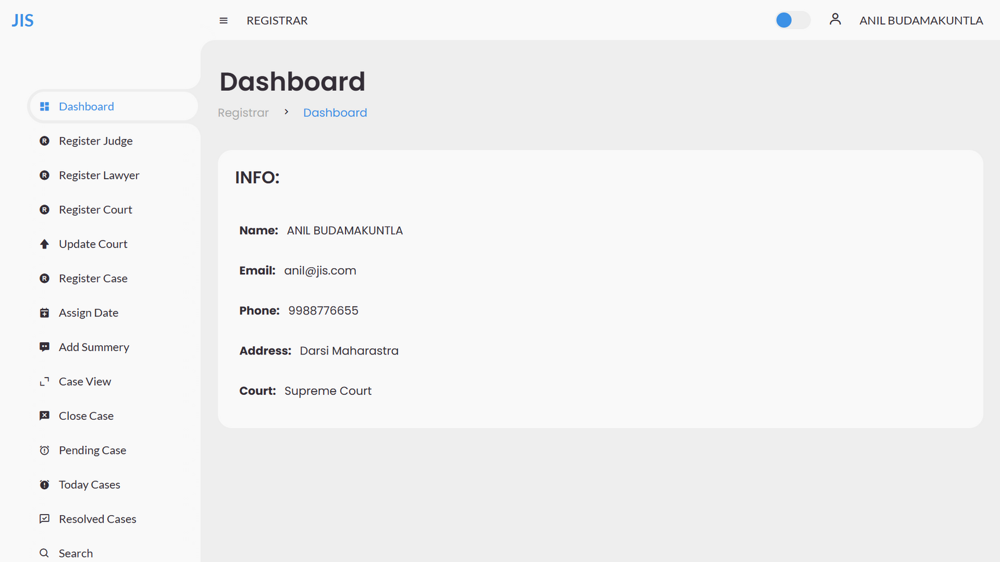 JIS
REGISTRAR
ANIL BUDAMAKUNTLA
Dashboard
Register Judge
Register Lawyer
Register Court
Update Court
Register Case
Assign Date
Add Summery
Case View
Close Case
Pending Case
Today Cases
Resolved Cases
Search
Dashboard
Registrar > Dashboard
INFO:
Name: ANIL BUDAMAKUNTLA
Email: anil@jis.com
Phone: 9988776655
Address: Darsi Maharastra
Court: Supreme Court